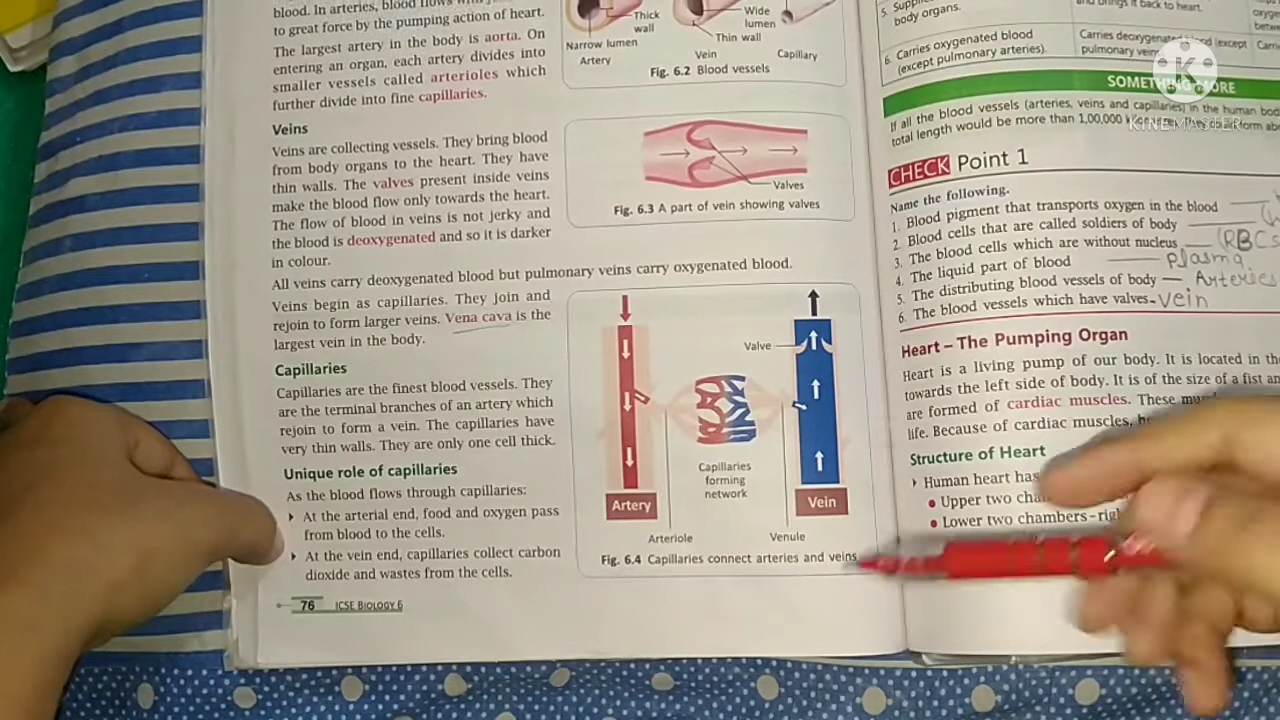 blood. In arteries, blood flows with
to great force by the pumping action of heart.
The largest artery in the body is aorta. On
entering an organ, each artery divides into
smaller vessels called arterioles which
further divide into fine capillaries.
Thick
wall
Narrow lumen
Artery
Wide
lumen
Thin wall
Vein
Capillary
Fig. 6.2 Blood vessels
Veins
Veins are collecting vessels. They bring blood
from body organs to the heart. They have
thin walls. The valves present inside veins
make the blood flow only towards the heart.
The flow of blood in veins is not jerky and
the blood is deoxygenated and so it is darker
in colour.
Valves
Fig. 6.3 A part of vein showing valves
All veins carry deoxygenated blood but pulmonary veins carry oxygenated blood.
Veins begin as capillaries. They join and
rejoin to form larger veins. Vena cava is the
largest vein in the body.
Capillaries
Capillaries are the finest blood vessels. They
are the terminal branches of an artery which
rejoin to form a vein. The capillaries have
very thin walls. They are only one cell thick.
Unique role of capillaries
As the blood flows through capillaries:
At the arterial end, food and oxygen pass
from blood to the cells.
At the vein end, capillaries collect carbon
dioxide and wastes from the cells.
Valve
Capillaries
forming
network
Artery
Vein
Arteriole
Venule
Fig. 6.4 Capillaries connect arteries and veins
76 ICSE BIOLOGY 6
5. 
body organs.
brings it back to heart.
6. Carries oxygenated blood
(except pulmonary arteries).
Carries deoxygenated blood (except
pulmonary
SOMETHING MORE
If all the blood vessels (arteries, veins and capillaries) in the human
total length would be more than 1,00,000
KINEMASTER
CHECK Point 1
Name the following.
1. Blood pigment that transports oxygen in the blood
2. Blood cells that are called soldiers of body
3. The blood cells which are without nucleus (RBC
4. The liquid part of blood plasma
5. The distributing blood vessels of body – Arteries
6. The blood vessels which have valves - vein
Heart – The Pumping Organ
Heart is a living pump of our body. It is located in the
towards the left side of body. It is of the size of a fist
are formed of cardiac muscles. These
life. Because of cardiac muscles,
Structure of Heart
Human heart has
Upper two
Lower two chambers –